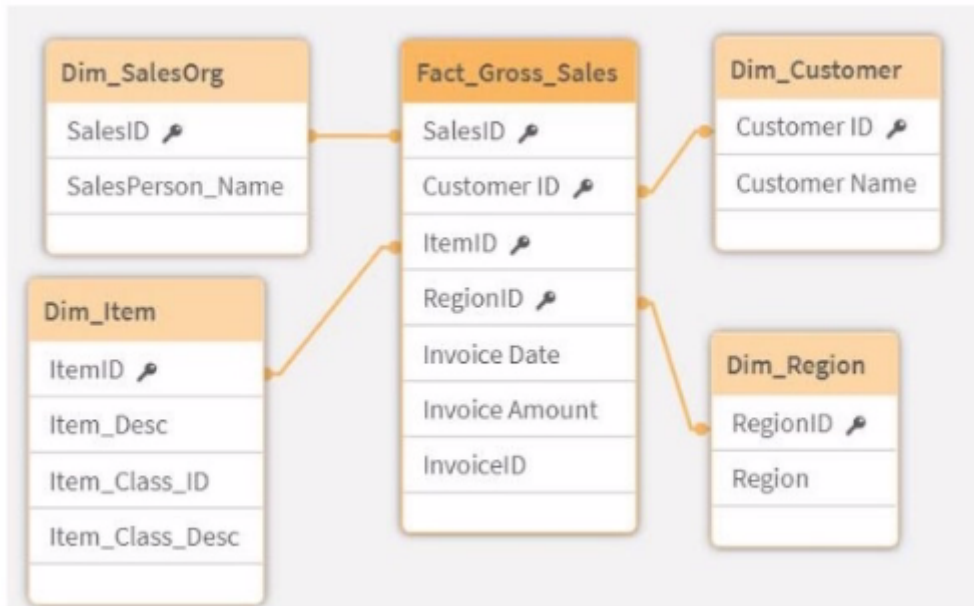 Dim_SalesOrg
SalesID
SalesPerson_Name
Dim_Item
ItemID
Item_Desc
Item_Class_ID
Item_Class_Desc
Fact_Gross_Sales
SalesID
Customer ID
ItemID
RegionID
Invoice Date
Invoice Amount
InvoiceID
Dim_Customer
Customer ID
Customer Name
Dim_Region
RegionID
Region